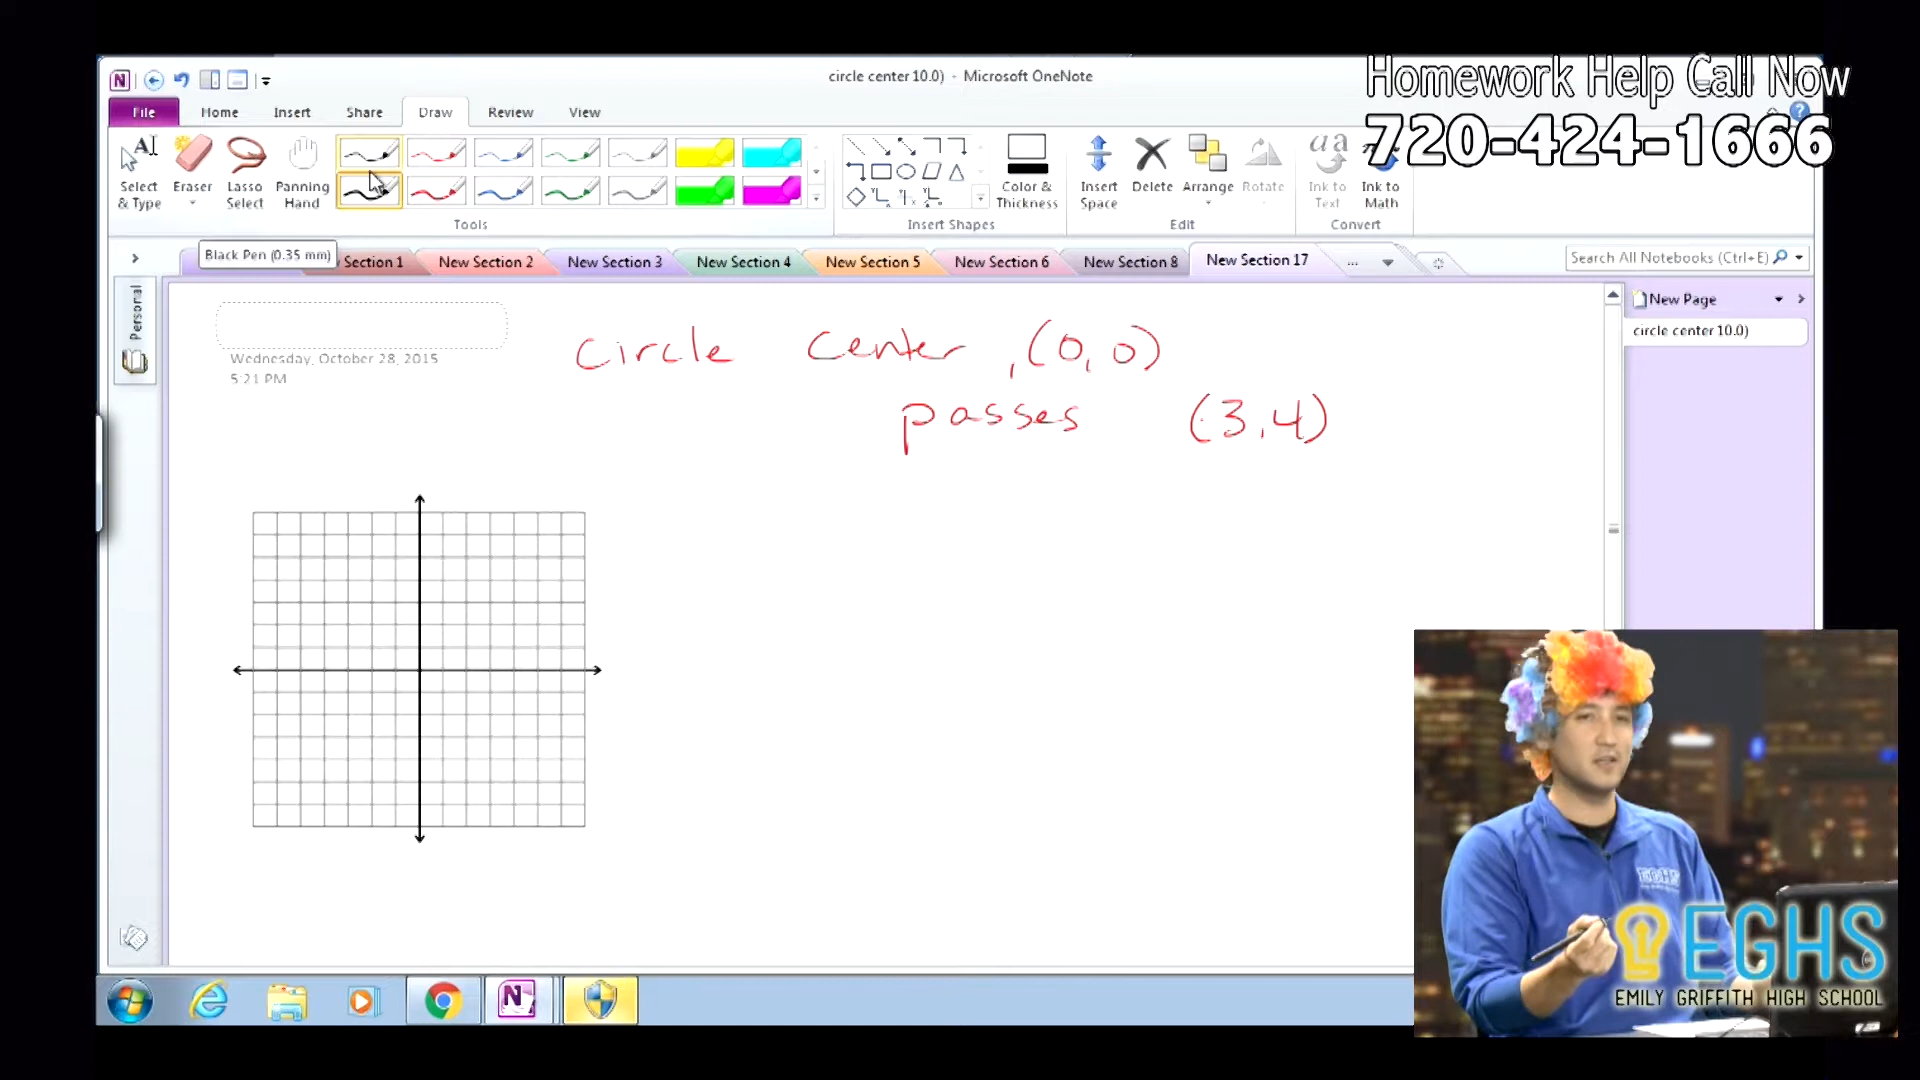 circle center 10.0) - Microsoft OneNote
Homework Help Call Now
720-424-1666
File Home Insert Share Draw Review View
Select & Type
Eraser
Lasso Select
Panning Hand
Color & Thickness
Insert Space
Delete
Arrange
Rotate
Ink to Text
Ink to Math
Tools
Insert Shapes
Edit
Convert
Black Pen (0.35 mm)
Section 1
New Section 2
New Section 3
New Section 4
New Section 5
New Section 6
New Section 8
New Section 17
...
Search All Notebooks (Ctrl+E)
Personal
New Page
circle center 10.0)
Wednesday, October 28, 2015
5:21 PM
circle center, (0,0)
passes (3,4)
EGHS
EGHS
EMILY GRIFFITH HIGH SCHOOL